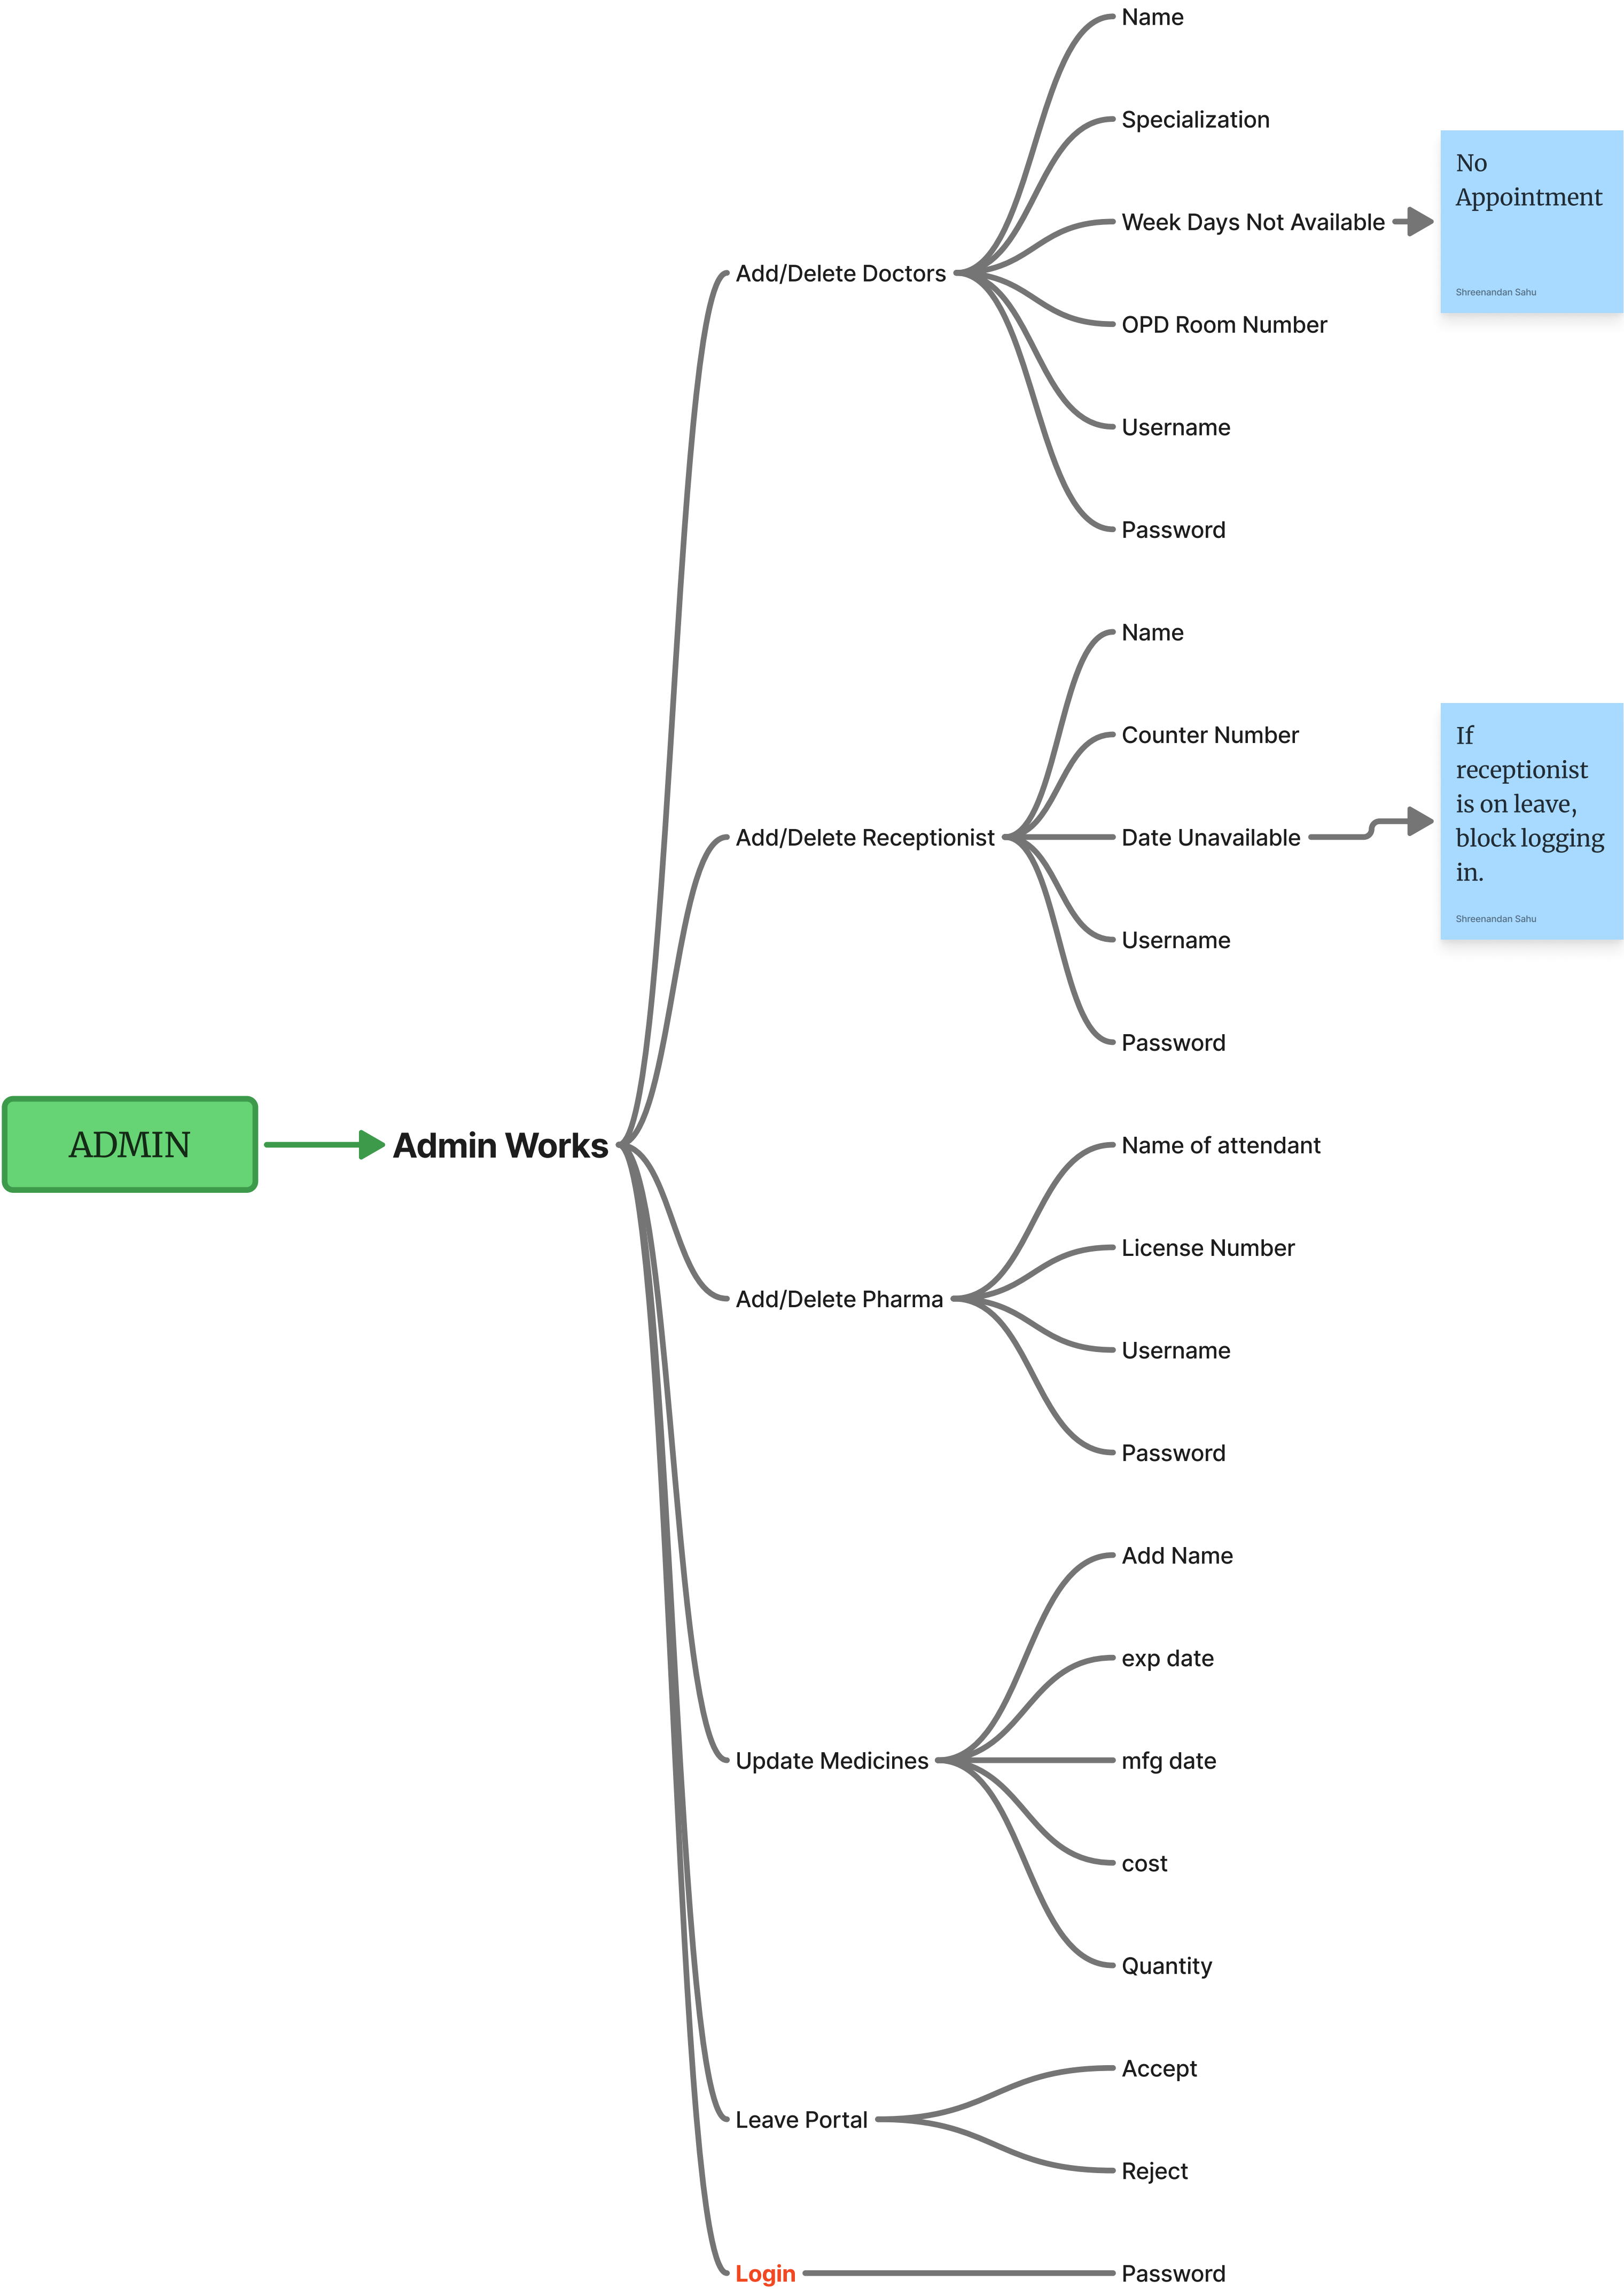 Name
Specialization
No
Appointment
Week Days Not Available
Add/Delete Doctors
Shreenandan Sahu
OPD Room Number
Username
Password
Name
Counter Number
If
receptionist
is on leave,
block logging
in.
Add/Delete Receptionist
Date Unavailable
Shreenandan Sahu
Username
Password
ADMIN
Admin Works
Name of attendant
License Number
Add/Delete Pharma
Username
Password
Add Name
exp date
Update Medicines
mfg date
cost
Quantity
Accept
Leave Portal
Reject
Login
Password